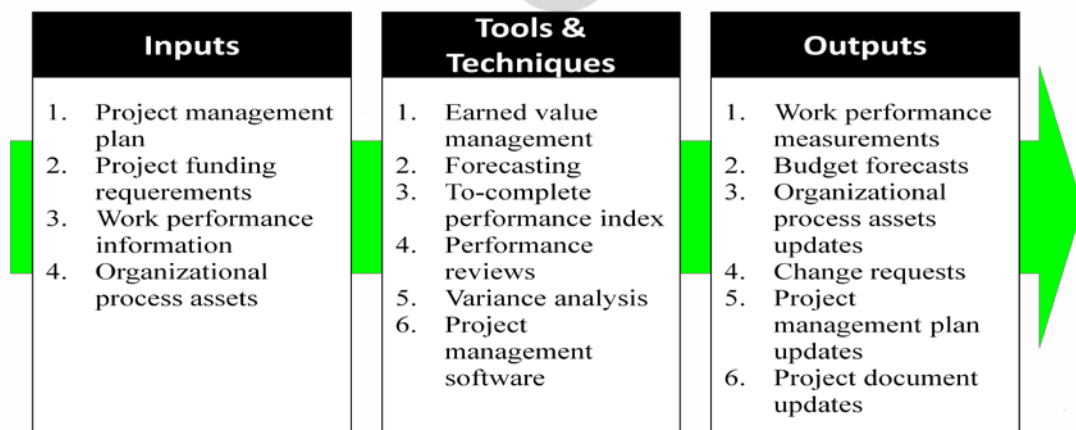 Inputs
1. Project management
plan
2. Project funding
requerements
3. Work performance
information
4. Organizational
process assets
Tools &
Techniques
1. Earned value
management
2. Forecasting
3. To-complete
performance index
4. Performance
reviews
5. Variance analysis
6. Project
management
software
Outputs
1. Work performance
measurements
2. Budget forecasts
3. Organizational
process assets
updates
4. Change requests
5. Project
management plan
updates
6. Project document
updates